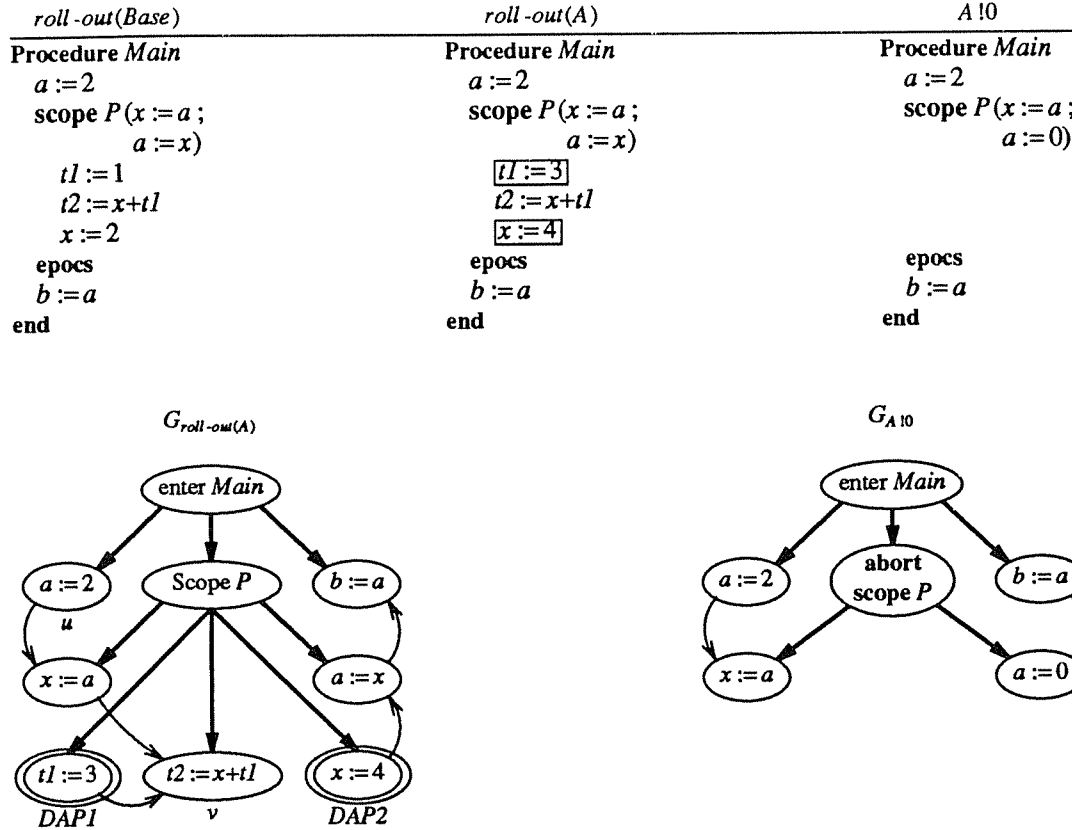 roll-out(Base) roll-out(A) A!0
Procedure Main Procedure Main Procedure Main
a := 2 a := 2 a := 2
scope P(x := a ; scope P(x := a ; scope P(x := a ;
a := x) a := x) a := 0)
t1 := 1 t1 := 3
t2 := x+t1 t2 := x+t1
x := 2 x := 4
epocs epocs epocs
b := a b := a b := a
end end end
G roll-out(A) G A!0
enter Main enter Main
a := 2 Scope P b := a a := 2 abort b := a
scope P
u
x := a a := x x := a a := 0
t1 := 3 t2 := x+t1 x := 4
DAP1 v DAP2